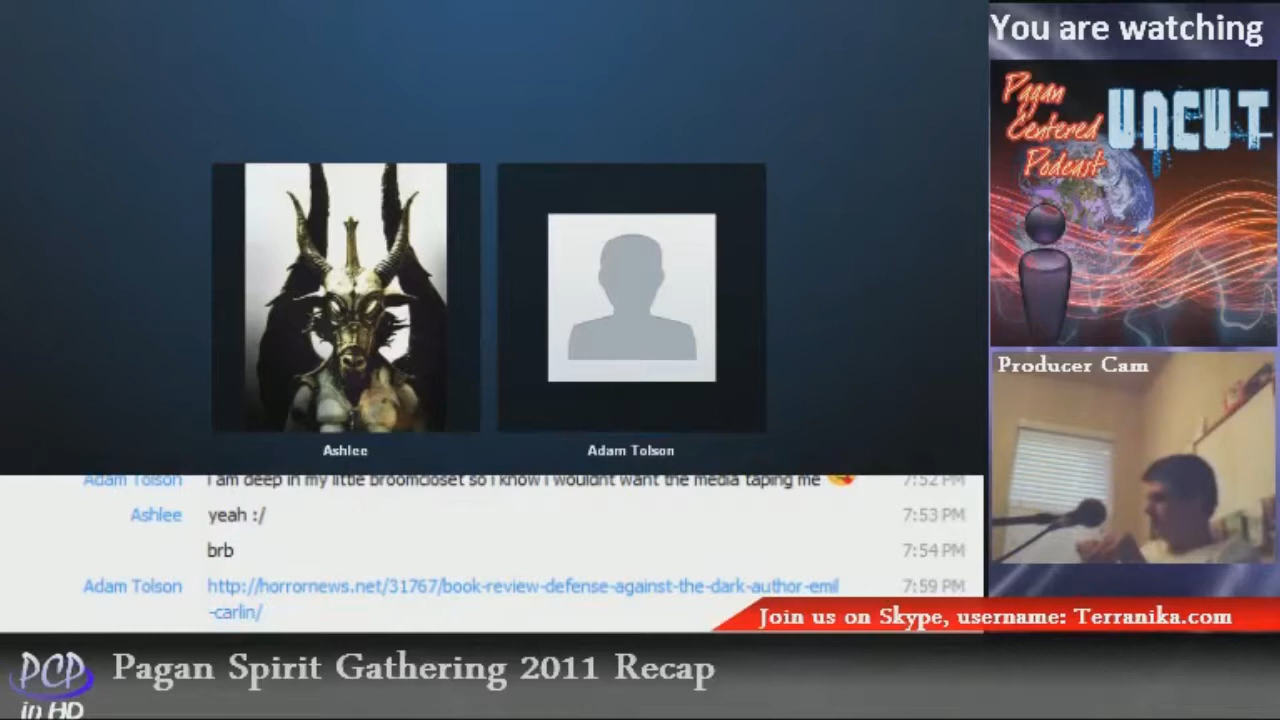 You are watching
Pagan
Centered
Podcast
UNCUT
Producer Cam
Ashlee
Adam Tolson
Adam Tolson I am deep in my little broomcloset so I know I wouldnt want the media taping me 7:52 PM
Ashlee yeah :/ 7:53 PM
brb 7:54 PM
Adam Tolson http://horrornews.net/31767/book-review-defense-against-the-dark-author-emil 7:59 PM
-carlin/
Join us on Skype, username: Terranika.com
PCP
in HD
Pagan Spirit Gathering 2011 Recap